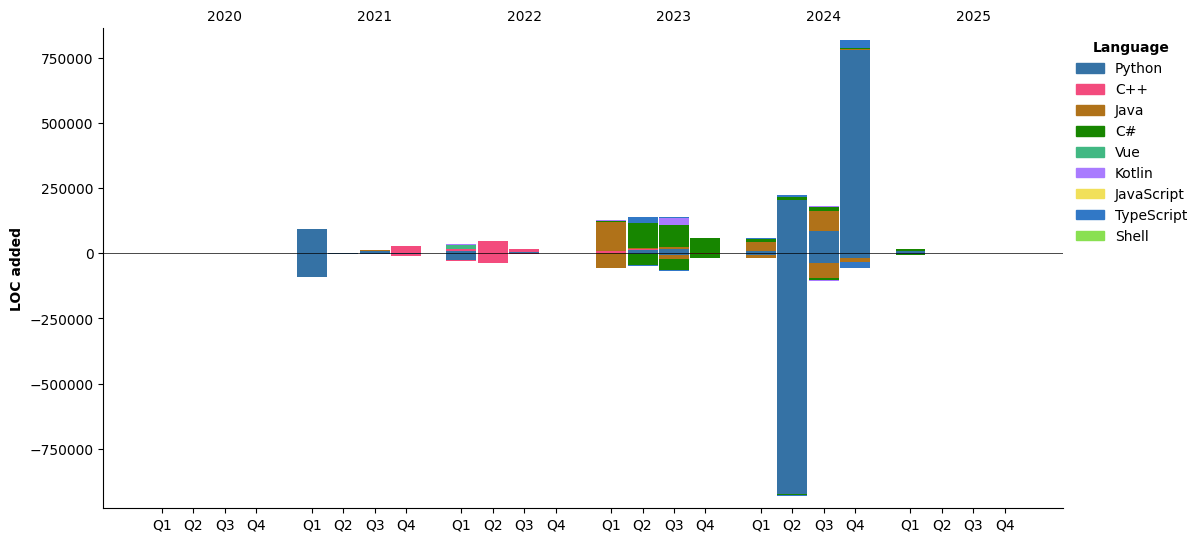 2020 2021 2022 2023 2024 2025
Language
Python
C++
Java
C#
Vue
Kotlin
JavaScript
TypeScript
Shell
LOC added
750000
500000
250000
0
−250000
−500000
−750000
Q1 Q2 Q3 Q4 Q1 Q2 Q3 Q4 Q1 Q2 Q3 Q4 Q1 Q2 Q3 Q4 Q1 Q2 Q3 Q4 Q1 Q2 Q3 Q4